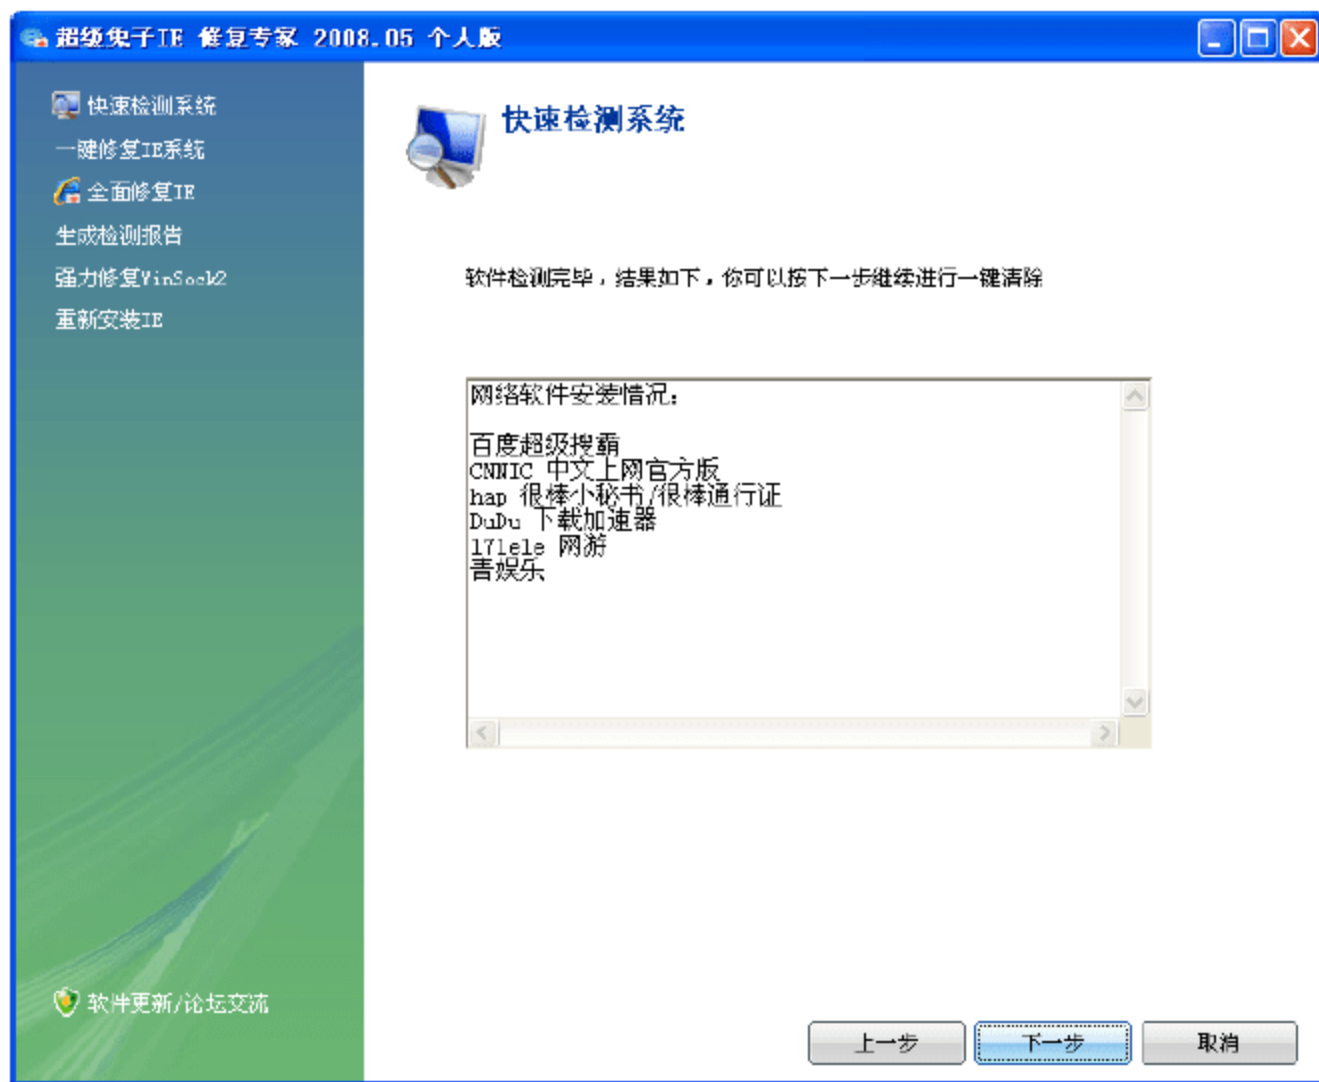 超级兔子IE 修复专家 2008.05 个人版
快速检测系统
一键修复IE系统
全面修复IE
生成检测报告
强力修复WinSock2
重新安装IE
软件更新/论坛交流
快速检测系统
软件检测完毕，结果如下，你可以按下一步继续进行一键清除
网络软件安装情况：
百度超级搜霸
CNNIC 中文上网官方版
hap 很棒小秘书/很棒通行证
DuDu 下载加速器
17lele 网游
青娱乐
上一步
下一步
取消